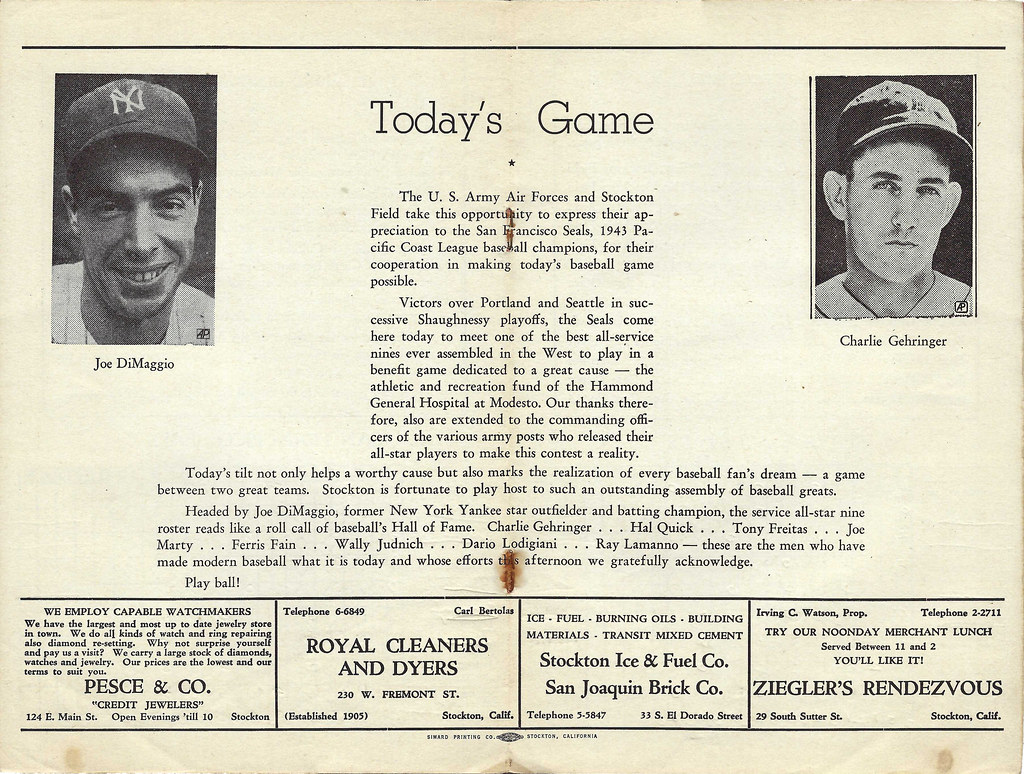 Today's Game
The U. S. Army Air Forces and Stockton
Field take this opportunity to express their ap-
preciation to the San Francisco Seals, 1943 Pa-
cific Coast League baseball champions, for their
cooperation in making today's baseball game
possible.
Victors over Portland and Seattle in suc-
cessive Shaughnessy playoffs, the Seals come
here today to meet one of the best all-service
nines ever assembled in the West to play in a
benefit game dedicated to a great cause — the
athletic and recreation fund of the Hammond
General Hospital at Modesto. Our thanks there-
fore, also are extended to the commanding offi-
cers of the various army posts who released their
all-star players to make this contest a reality.
Today's tilt not only helps a worthy cause but also marks the realization of every baseball fan's dream — a game
between two great teams. Stockton is fortunate to play host to such an outstanding assembly of baseball greats.
Headed by Joe DiMaggio, former New York Yankee star outfielder and batting champion, the service all-star nine
roster reads like a roll call of baseball's Hall of Fame. Charlie Gehringer . . . Hal Quick . . . Tony Freitas . . . Joe
Marty . . . Ferris Fain . . . Wally Judnich . . . Dario Lodigiani . . . Ray Lamanno — these are the men who have
made modern baseball what it is today and whose efforts this afternoon we gratefully acknowledge.
Play ball!
NY
AP
Joe DiMaggio
AP
Charlie Gehringer
WE EMPLOY CAPABLE WATCHMAKERS
We have the largest and most up to date jewelry store
in town. We do all kinds of watch and ring repairing
also diamond re-setting. Why not surprise yourself
and pay us a visit? We carry a large stock of diamonds,
watches and jewelry. Our prices are the lowest and our
terms to suit you.
PESCE & CO.
"CREDIT JEWELERS"
124 E. Main St. Open Evenings 'till 10 Stockton
Telephone 6-6849 Carl Bertolas
ROYAL CLEANERS
AND DYERS
230 W. FREMONT ST.
(Established 1905) Stockton, Calif.
ICE - FUEL - BURNING OILS - BUILDING
MATERIALS - TRANSIT MIXED CEMENT
Stockton Ice & Fuel Co.
San Joaquin Brick Co.
Telephone 5-5847 33 S. El Dorado Street
Irving C. Watson, Prop. Telephone 2-2711
TRY OUR NOONDAY MERCHANT LUNCH
Served Between 11 and 2
YOU'LL LIKE IT!
ZIEGLER'S RENDEZVOUS
29 South Sutter St. Stockton, Calif.
SIWARD PRINTING CO. STOCKTON, CALIFORNIA